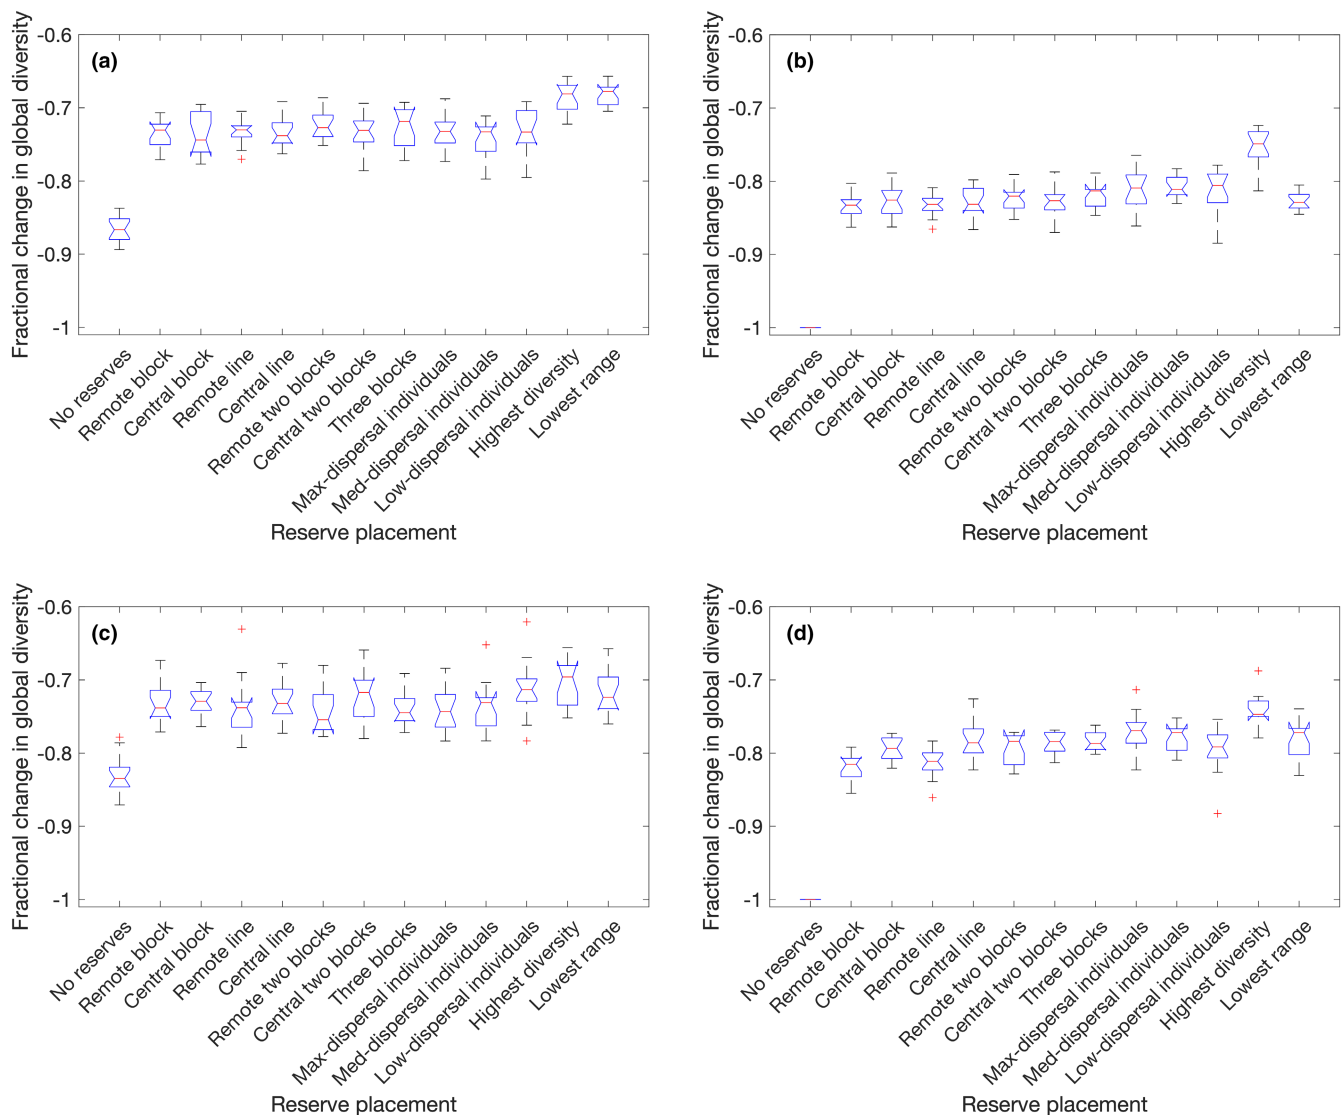 (a)
Fractional change in global diversity
-0.6
-0.7
-0.8
-0.9
-1
No reserves
Remote block
Central block
Remote line
Central line
Remote two blocks
Central two blocks
Three blocks
Max-dispersal individuals
Med-dispersal individuals
Low-dispersal individuals
Highest diversity
Lowest range
Reserve placement
(b)
Fractional change in global diversity
-0.6
-0.7
-0.8
-0.9
-1
No reserves
Remote block
Central block
Remote line
Central line
Remote two blocks
Central two blocks
Three blocks
Max-dispersal individuals
Med-dispersal individuals
Low-dispersal individuals
Highest diversity
Lowest range
Reserve placement
(c)
Fractional change in global diversity
-0.6
-0.7
-0.8
-0.9
-1
No reserves
Remote block
Central block
Remote line
Central line
Remote two blocks
Central two blocks
Three blocks
Max-dispersal individuals
Med-dispersal individuals
Low-dispersal individuals
Highest diversity
Lowest range
Reserve placement
(d)
Fractional change in global diversity
-0.6
-0.7
-0.8
-0.9
-1
No reserves
Remote block
Central block
Remote line
Central line
Remote two blocks
Central two blocks
Three blocks
Max-dispersal individuals
Med-dispersal individuals
Low-dispersal individuals
Highest diversity
Lowest range
Reserve placement